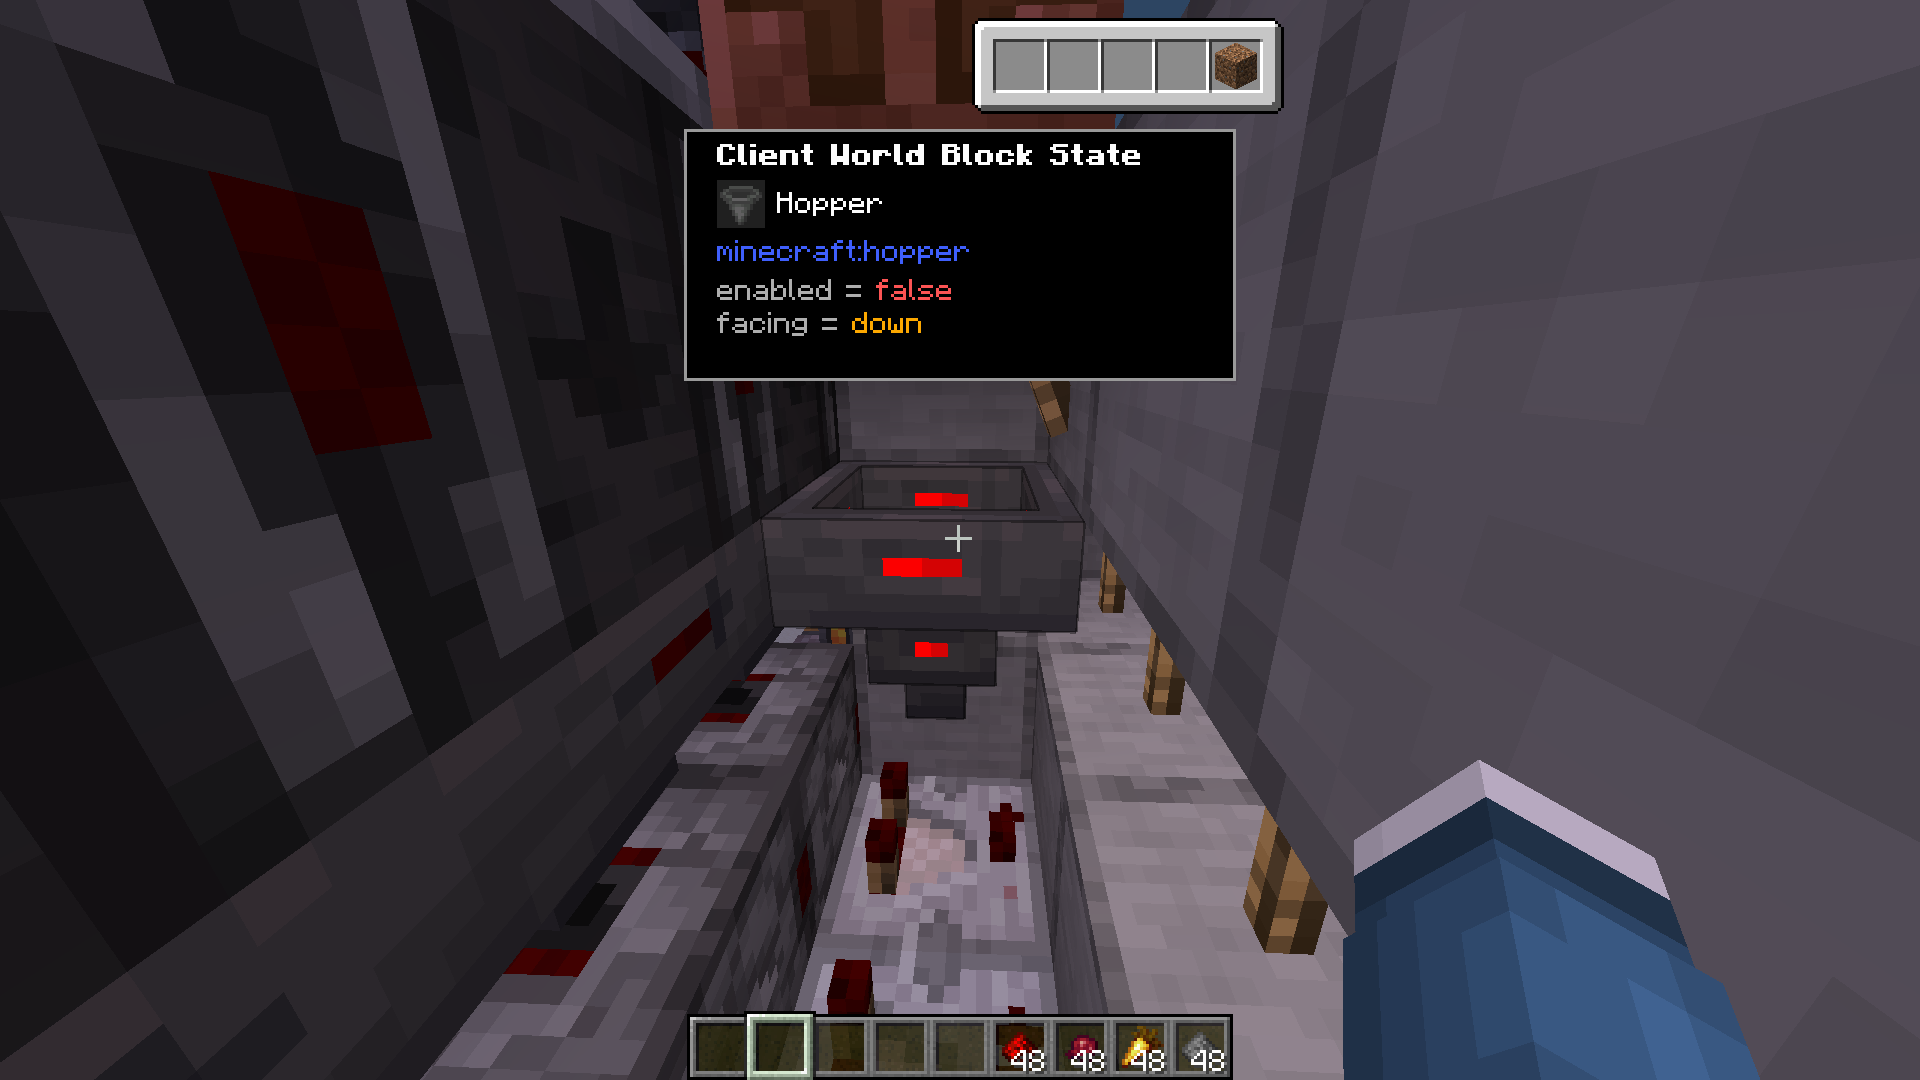 Client World Block State
Hopper
minecraft:hopper
enabled = false
facing = down
48 48 48 48